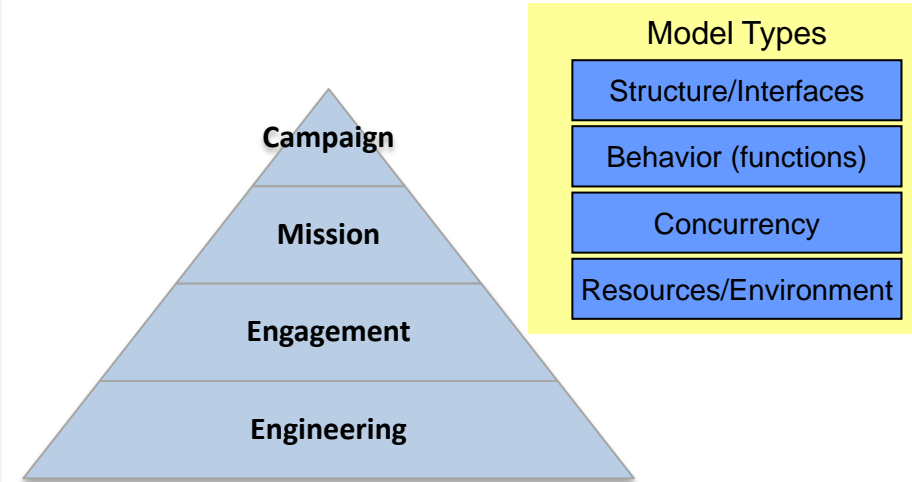 Model Types
Structure/Interfaces
Behavior (functions)
Concurrency
Resources/Environment
Campaign
Mission
Engagement
Engineering